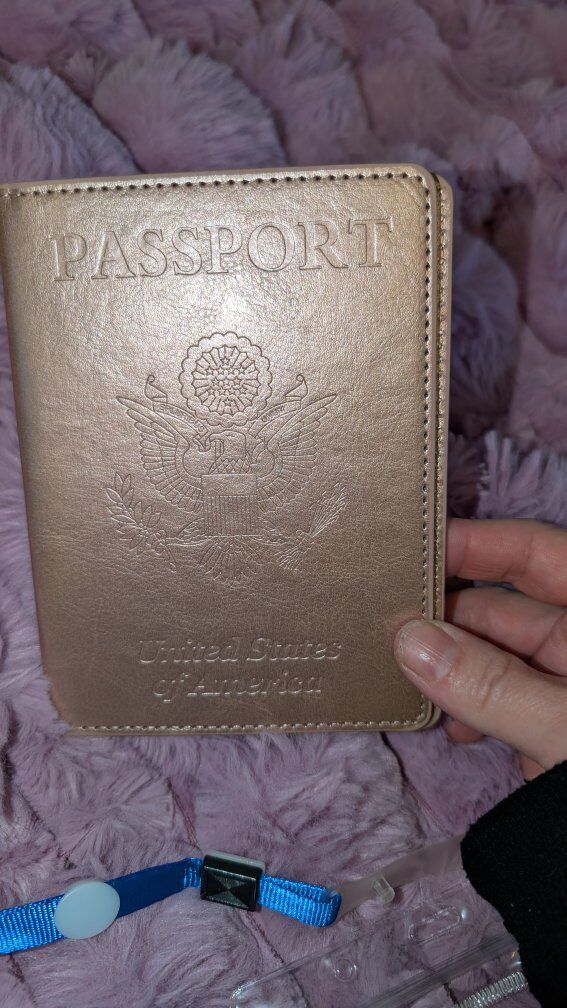 PASSPORT
United States
of America